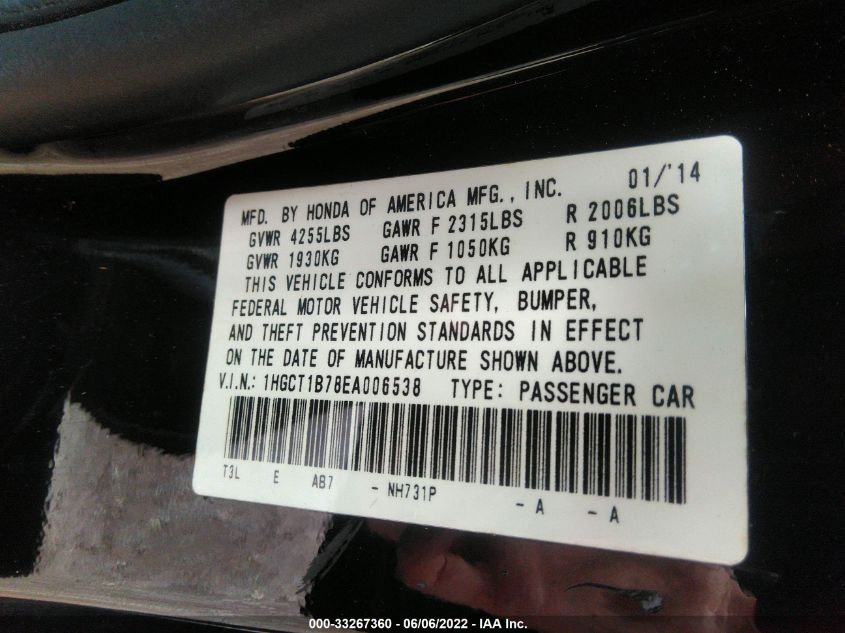 MFD. BY HONDA OF AMERICA MFG., INC. 01/'14
GVWR 4255LBS GAWR F 2315LBS R 2006LBS
GVWR 1930KG GAWR F 1050KG R 910KG
THIS VEHICLE CONFORMS TO ALL APPLICABLE
FEDERAL MOTOR VEHICLE SAFETY, BUMPER,
AND THEFT PREVENTION STANDARDS IN EFFECT
ON THE DATE OF MANUFACTURE SHOWN ABOVE.
V.I.N.: 1HGCT1B78EA006538 TYPE: PASSENGER CAR
T3L E AB7 - NH731P - A - A
000-33267360 - 06/06/2022 - IAA Inc.